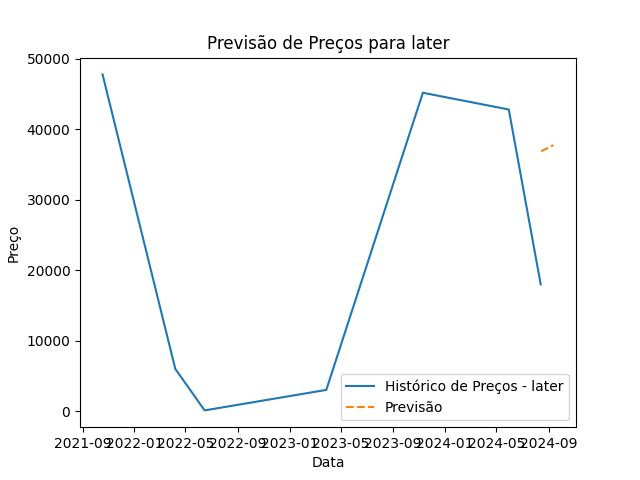 Previsão de Preços para later
Preço
50000
40000
30000
20000
10000
0
Histórico de Preços - later
Previsão
2021-09 2022-01 2022-05 2022-09 2023-01 2023-05 2023-09 2024-01 2024-05 2024-09
Data